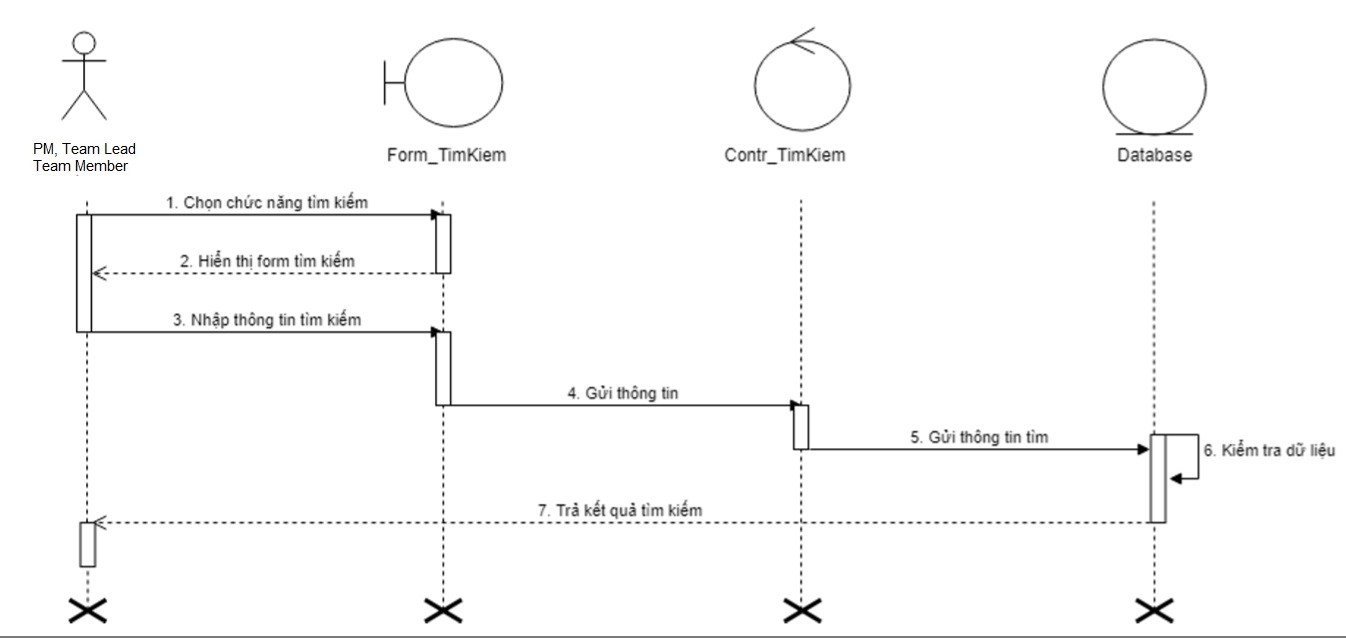 PM, Team Lead
Team Member
Form_TimKiem
Contr_TimKiem
Database
1. Chọn chức năng tìm kiếm
2. Hiển thị form tìm kiếm
3. Nhập thông tin tìm kiếm
4. Gửi thông tin
5. Gửi thông tin tìm
6. Kiểm tra dữ liệu
7. Trả kết quả tìm kiếm